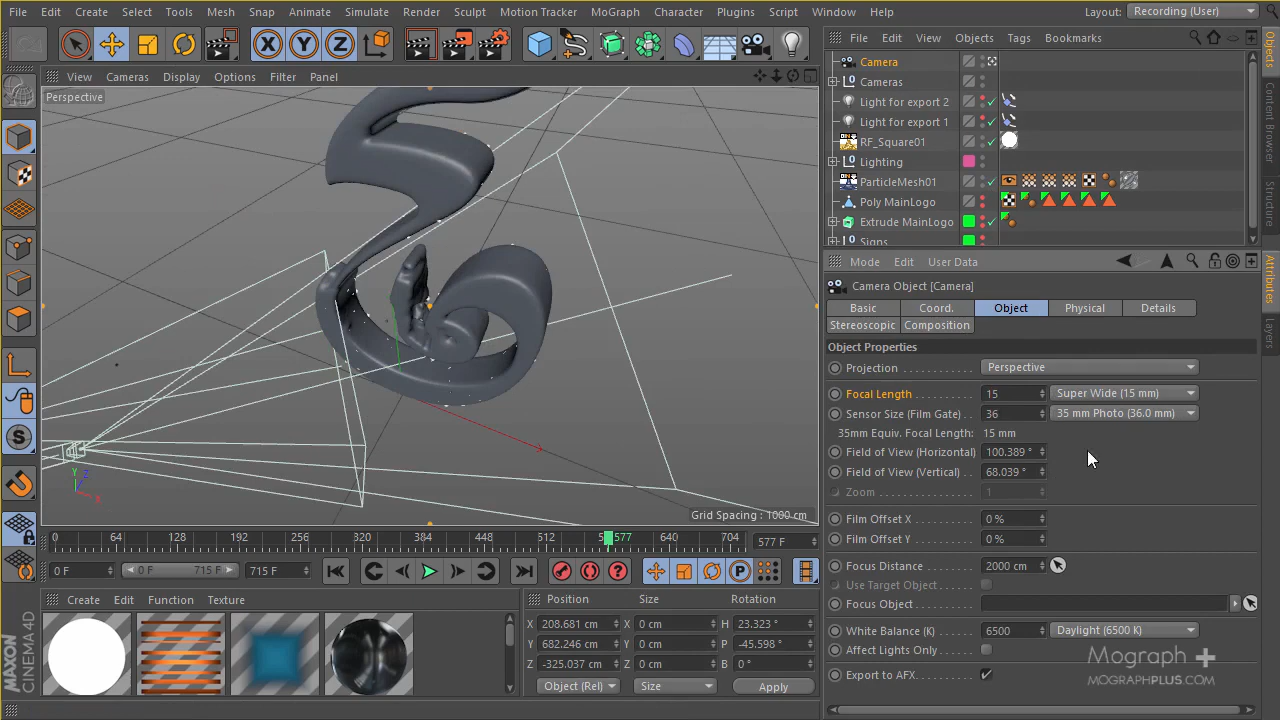 File Edit Create Select Tools Mesh Snap Animate Simulate Render Sculpt Motion Tracker MoGraph Character Plugins Script Window Help Layout: Recording (User)
X Y Z
File Edit View Objects Tags Bookmarks
View Cameras Display Options Filter Panel
Perspective
Camera
Cameras
Light for export 2
Light for export 1
RF_Square01
Lighting
ParticleMesh01
Poly MainLogo
Extrude MainLogo
Signs
Objects
Content Browser
Structure
Attributes
Layers
Mode Edit User Data
Camera Object [Camera]
Basic Coord. Object Physical Details
Stereoscopic Composition
Object Properties
Projection Perspective
Focal Length 15 Super Wide (15 mm)
Sensor Size (Film Gate) 36 35 mm Photo (36.0 mm)
35mm Equiv. Focal Length: 15 mm
Field of View (Horizontal) 100.389 °
Field of View (Vertical) 68.039 °
Zoom 1
Film Offset X 0 %
Film Offset Y 0 %
Focus Distance 2000 cm
Use Target Object
Focus Object
White Balance (K) 6500 Daylight (6500 K)
Affect Lights Only
Export to AFX
Y Z X
Grid Spacing : 1000 cm
0 64 128 192 256 320 384 448 512 577 640 704 577 F
0 F 0 F 715 F 715 F
Create Edit Function Texture
Position Size Rotation
X 208.681 cm X 0 cm H 23.323 °
Y 682.246 cm Y 0 cm P -45.598 °
Z -325.037 cm Z 0 cm B 0 °
Object (Rel) Size Apply
MAXON
CINEMA 4D
Mograph +
MOGRAPHPLUS.COM